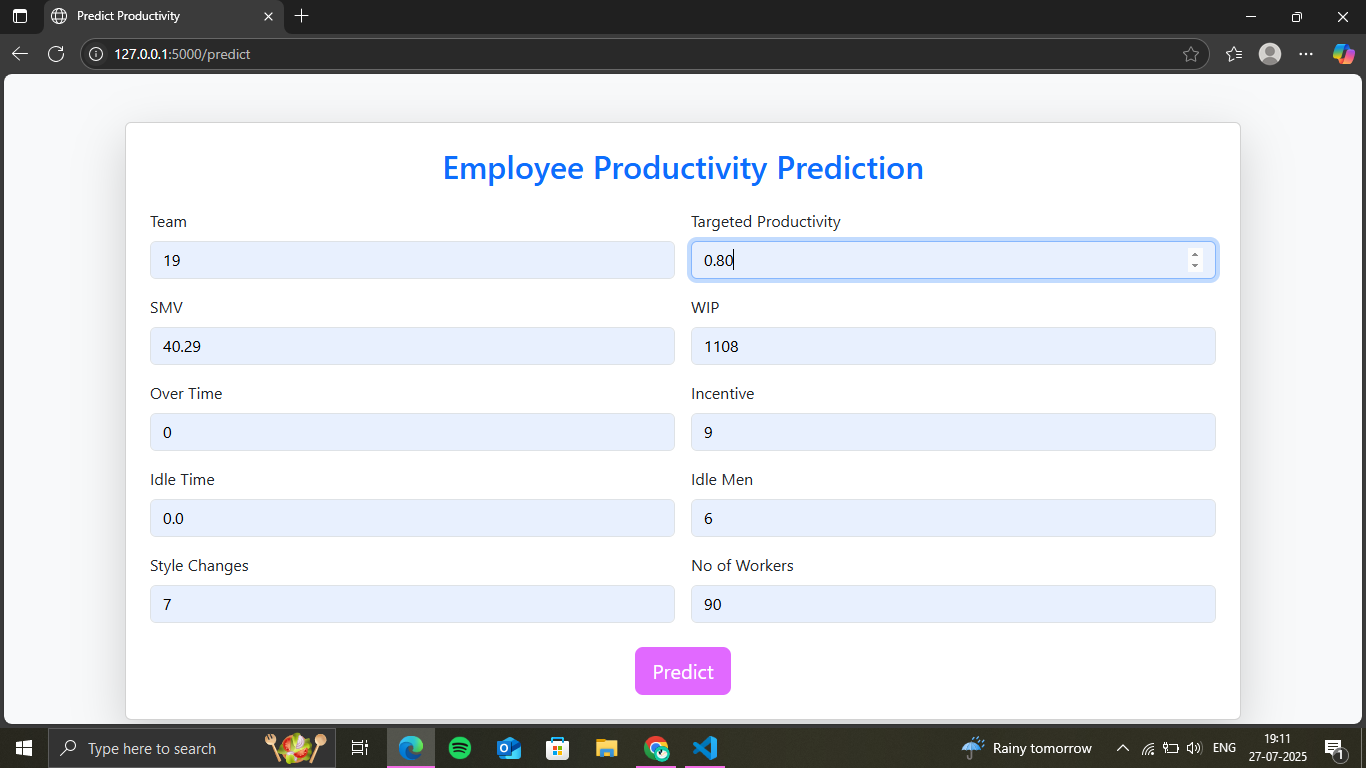 Predict Productivity
127.0.0.1:5000/predict
Employee Productivity Prediction
Team
Targeted Productivity
19
0.80
SMV
WIP
40.29
1108
Over Time
Incentive
0
9
Idle Time
Idle Men
0.0
6
Style Changes
No of Workers
7
90
Predict
Type here to search
Rainy tomorrow
ENG
19:11
27-07-2025
1